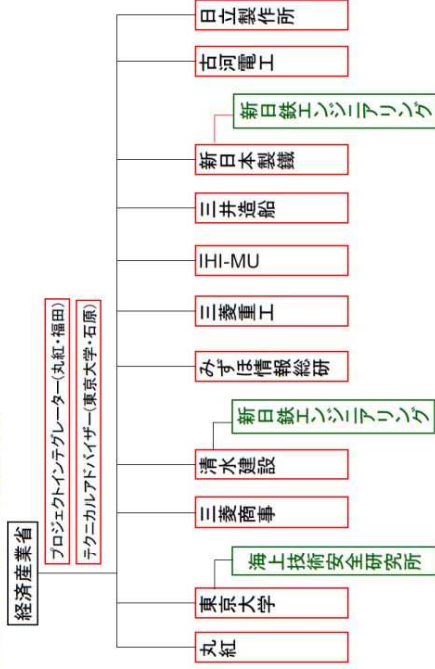 経済産業省
プロジェクトインテグレーター(丸紅・福田)
テクニカルアドバイザー(東京大学・石原)
丸紅
東京大学
海上技術安全研究所
三菱商事
清水建設
新日鉄エンジニアリング
みずほ情報総研
三菱重工
IHI-MU
三井造船
新日本製鐵
新日鉄エンジニアリング
古河電工
日立製作所